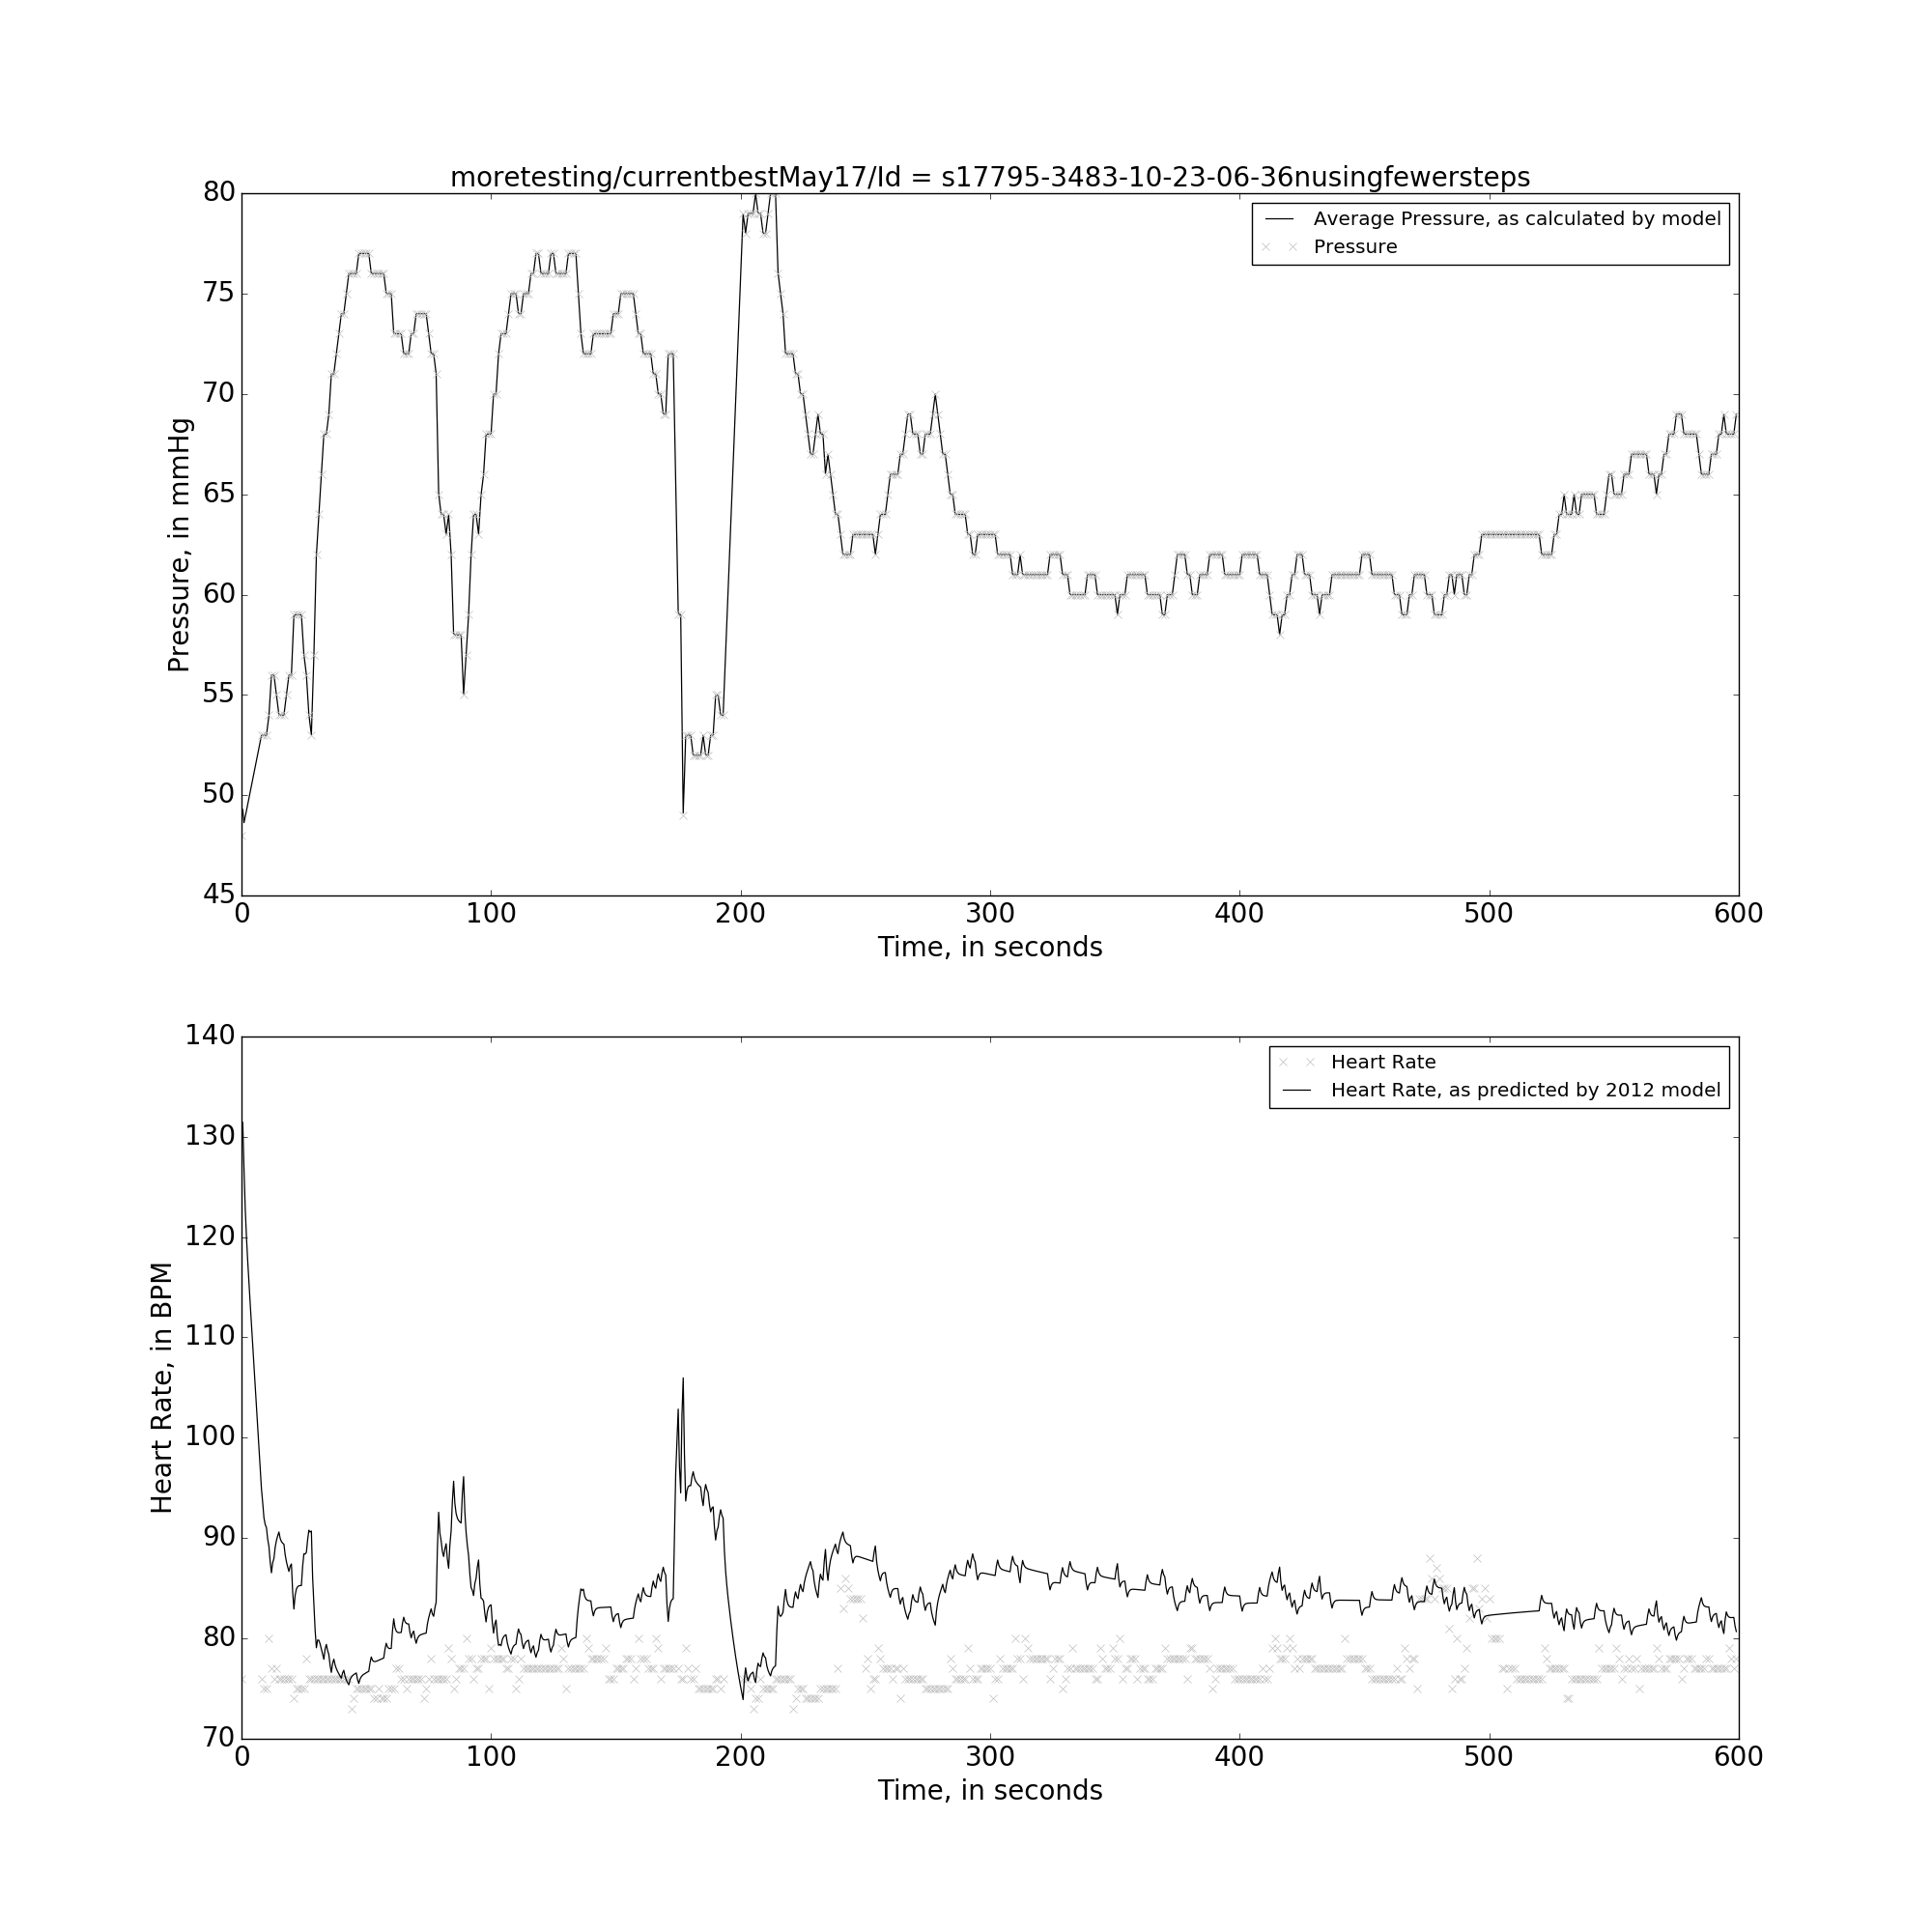 moretesting/currentbestMay17/Id = s17795-3483-10-23-06-36nusingfewersteps
80
75
70
65
60
55
50
45
Pressure, in mmHg
Average Pressure, as calculated by model
Pressure
0 100 200 300 400 500 600
Time, in seconds
140
130
120
110
100
90
80
70
Heart Rate, in BPM
Heart Rate
Heart Rate, as predicted by 2012 model
0 100 200 300 400 500 600
Time, in seconds